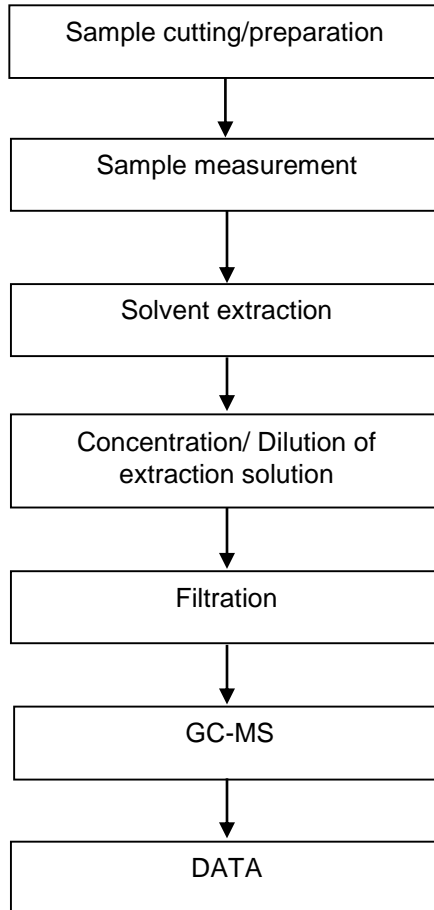 Sample cutting/preparation
Sample measurement
Solvent extraction
Concentration/ Dilution of
extraction solution
Filtration
GC-MS
DATA